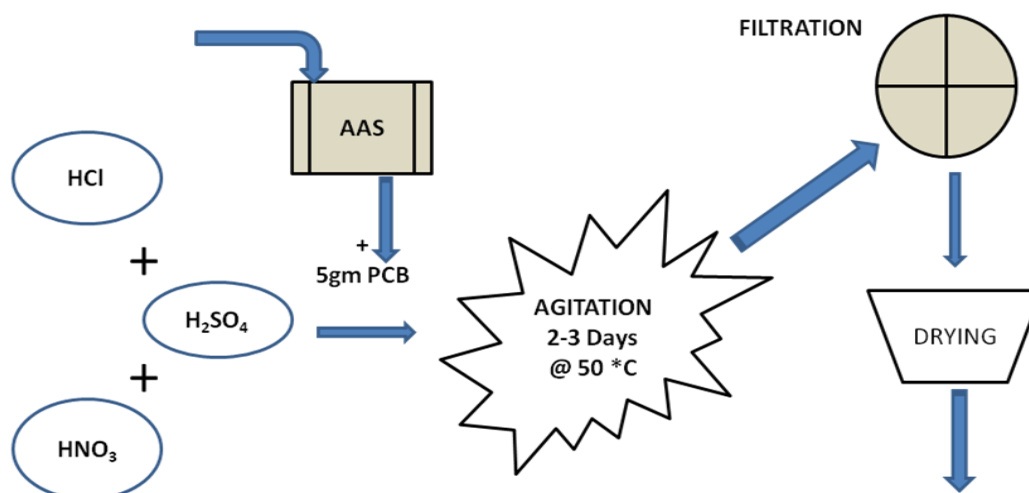 FILTRATION
AAS
HCl
+
+
5gm PCB
H₂SO₄
AGITATION
2-3 Days
@ 50 *C
DRYING
+
HNO₃